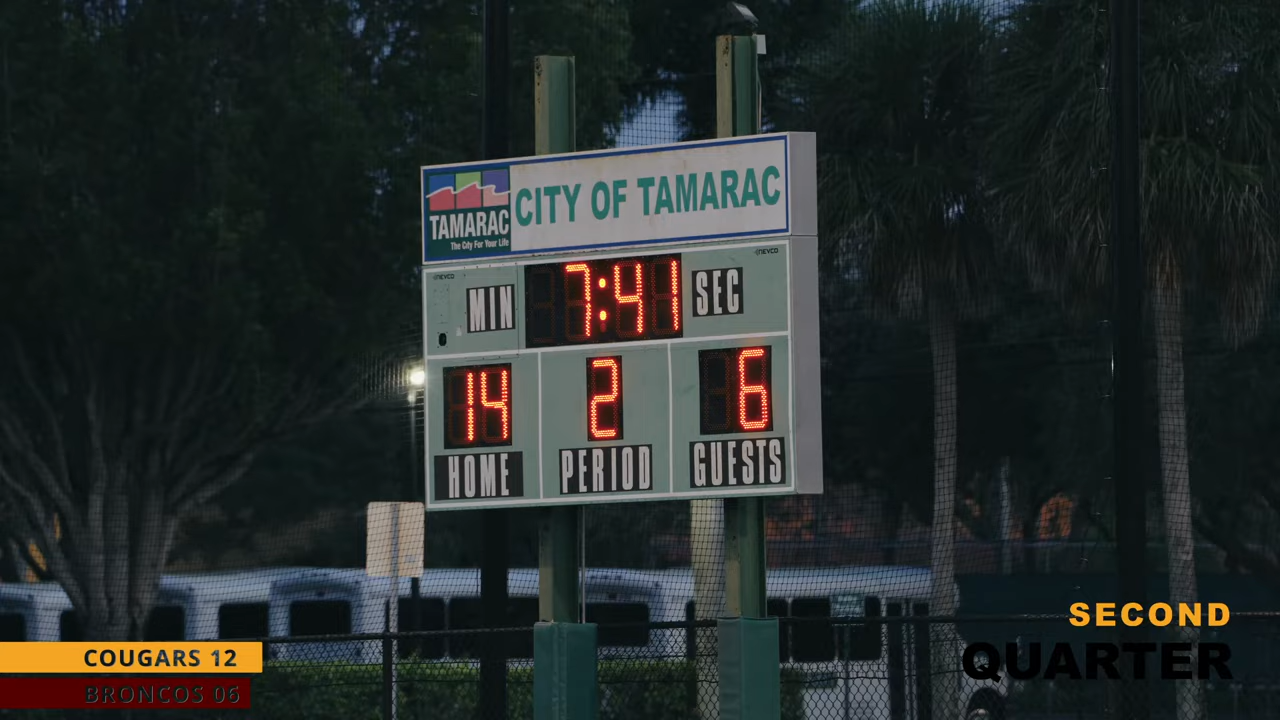 CITY OF TAMARAC
TAMARAC
The City For Your Life
NEVCO
NEVCO
MIN
7:41
SEC
14
2
6
HOME
PERIOD
GUESTS
SECOND
QUARTER
COUGARS 12
BRONCOS 06